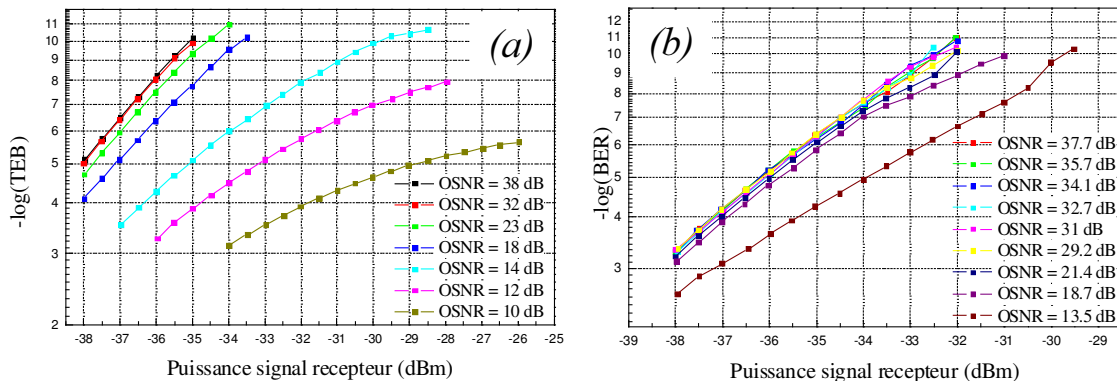 (a)
-log(TEB)
11
10
9
8
7
6
5
4
3
2
OSNR = 38 dB
OSNR = 32 dB
OSNR = 23 dB
OSNR = 18 dB
OSNR = 14 dB
OSNR = 12 dB
OSNR = 10 dB
-38 -37 -36 -35 -34 -33 -32 -31 -30 -29 -28 -27 -26 -25
Puissance signal recepteur (dBm)
(b)
-log(BER)
12
11
10
9
8
7
6
5
4
3
OSNR = 37.7 dB
OSNR = 35.7 dB
OSNR = 34.1 dB
OSNR = 32.7 dB
OSNR = 31 dB
OSNR = 29.2 dB
OSNR = 21.4 dB
OSNR = 18.7 dB
OSNR = 13.5 dB
-39 -38 -37 -36 -35 -34 -33 -32 -31 -30 -29
Puissance signal recepteur (dBm)